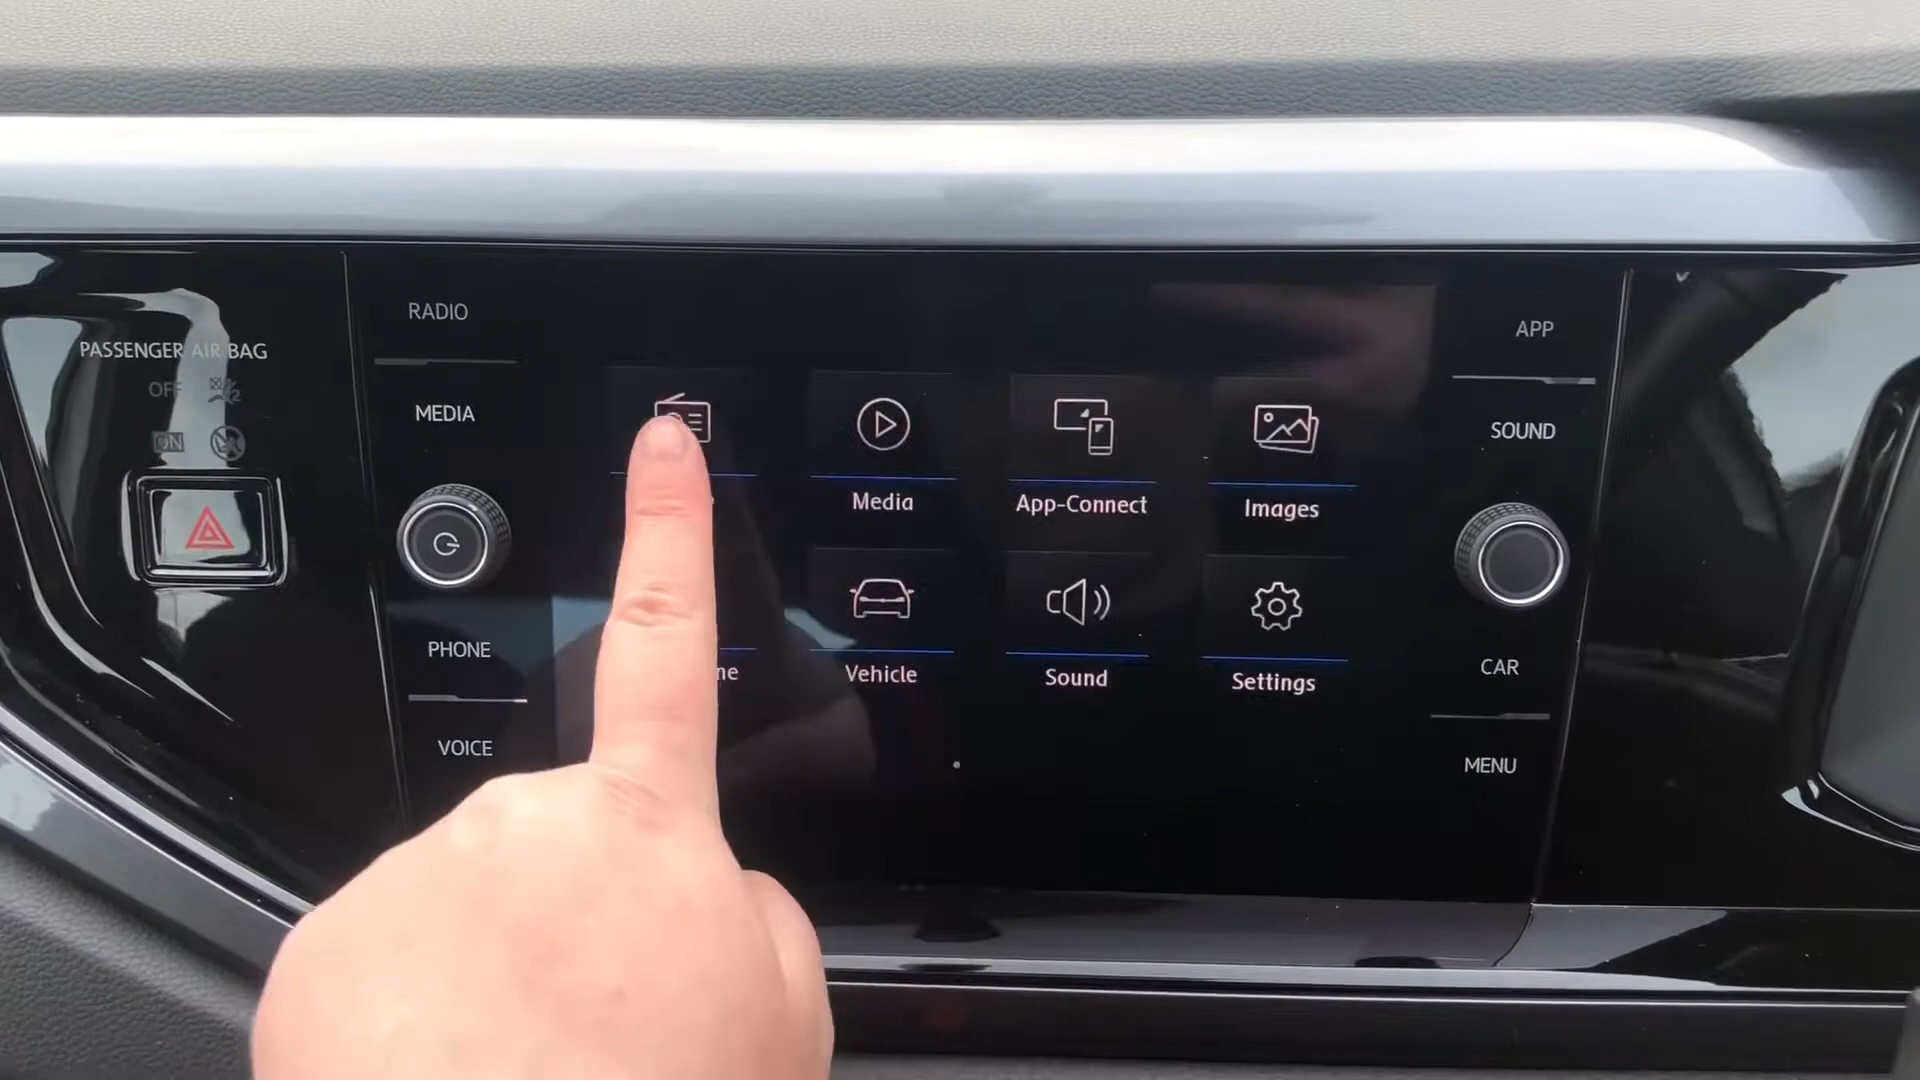 RADIO
MEDIA
PHONE
VOICE
PASSENGER AIR BAG
OFF
ON
Media
App-Connect
Images
ne
Vehicle
Sound
Settings
APP
SOUND
CAR
MENU